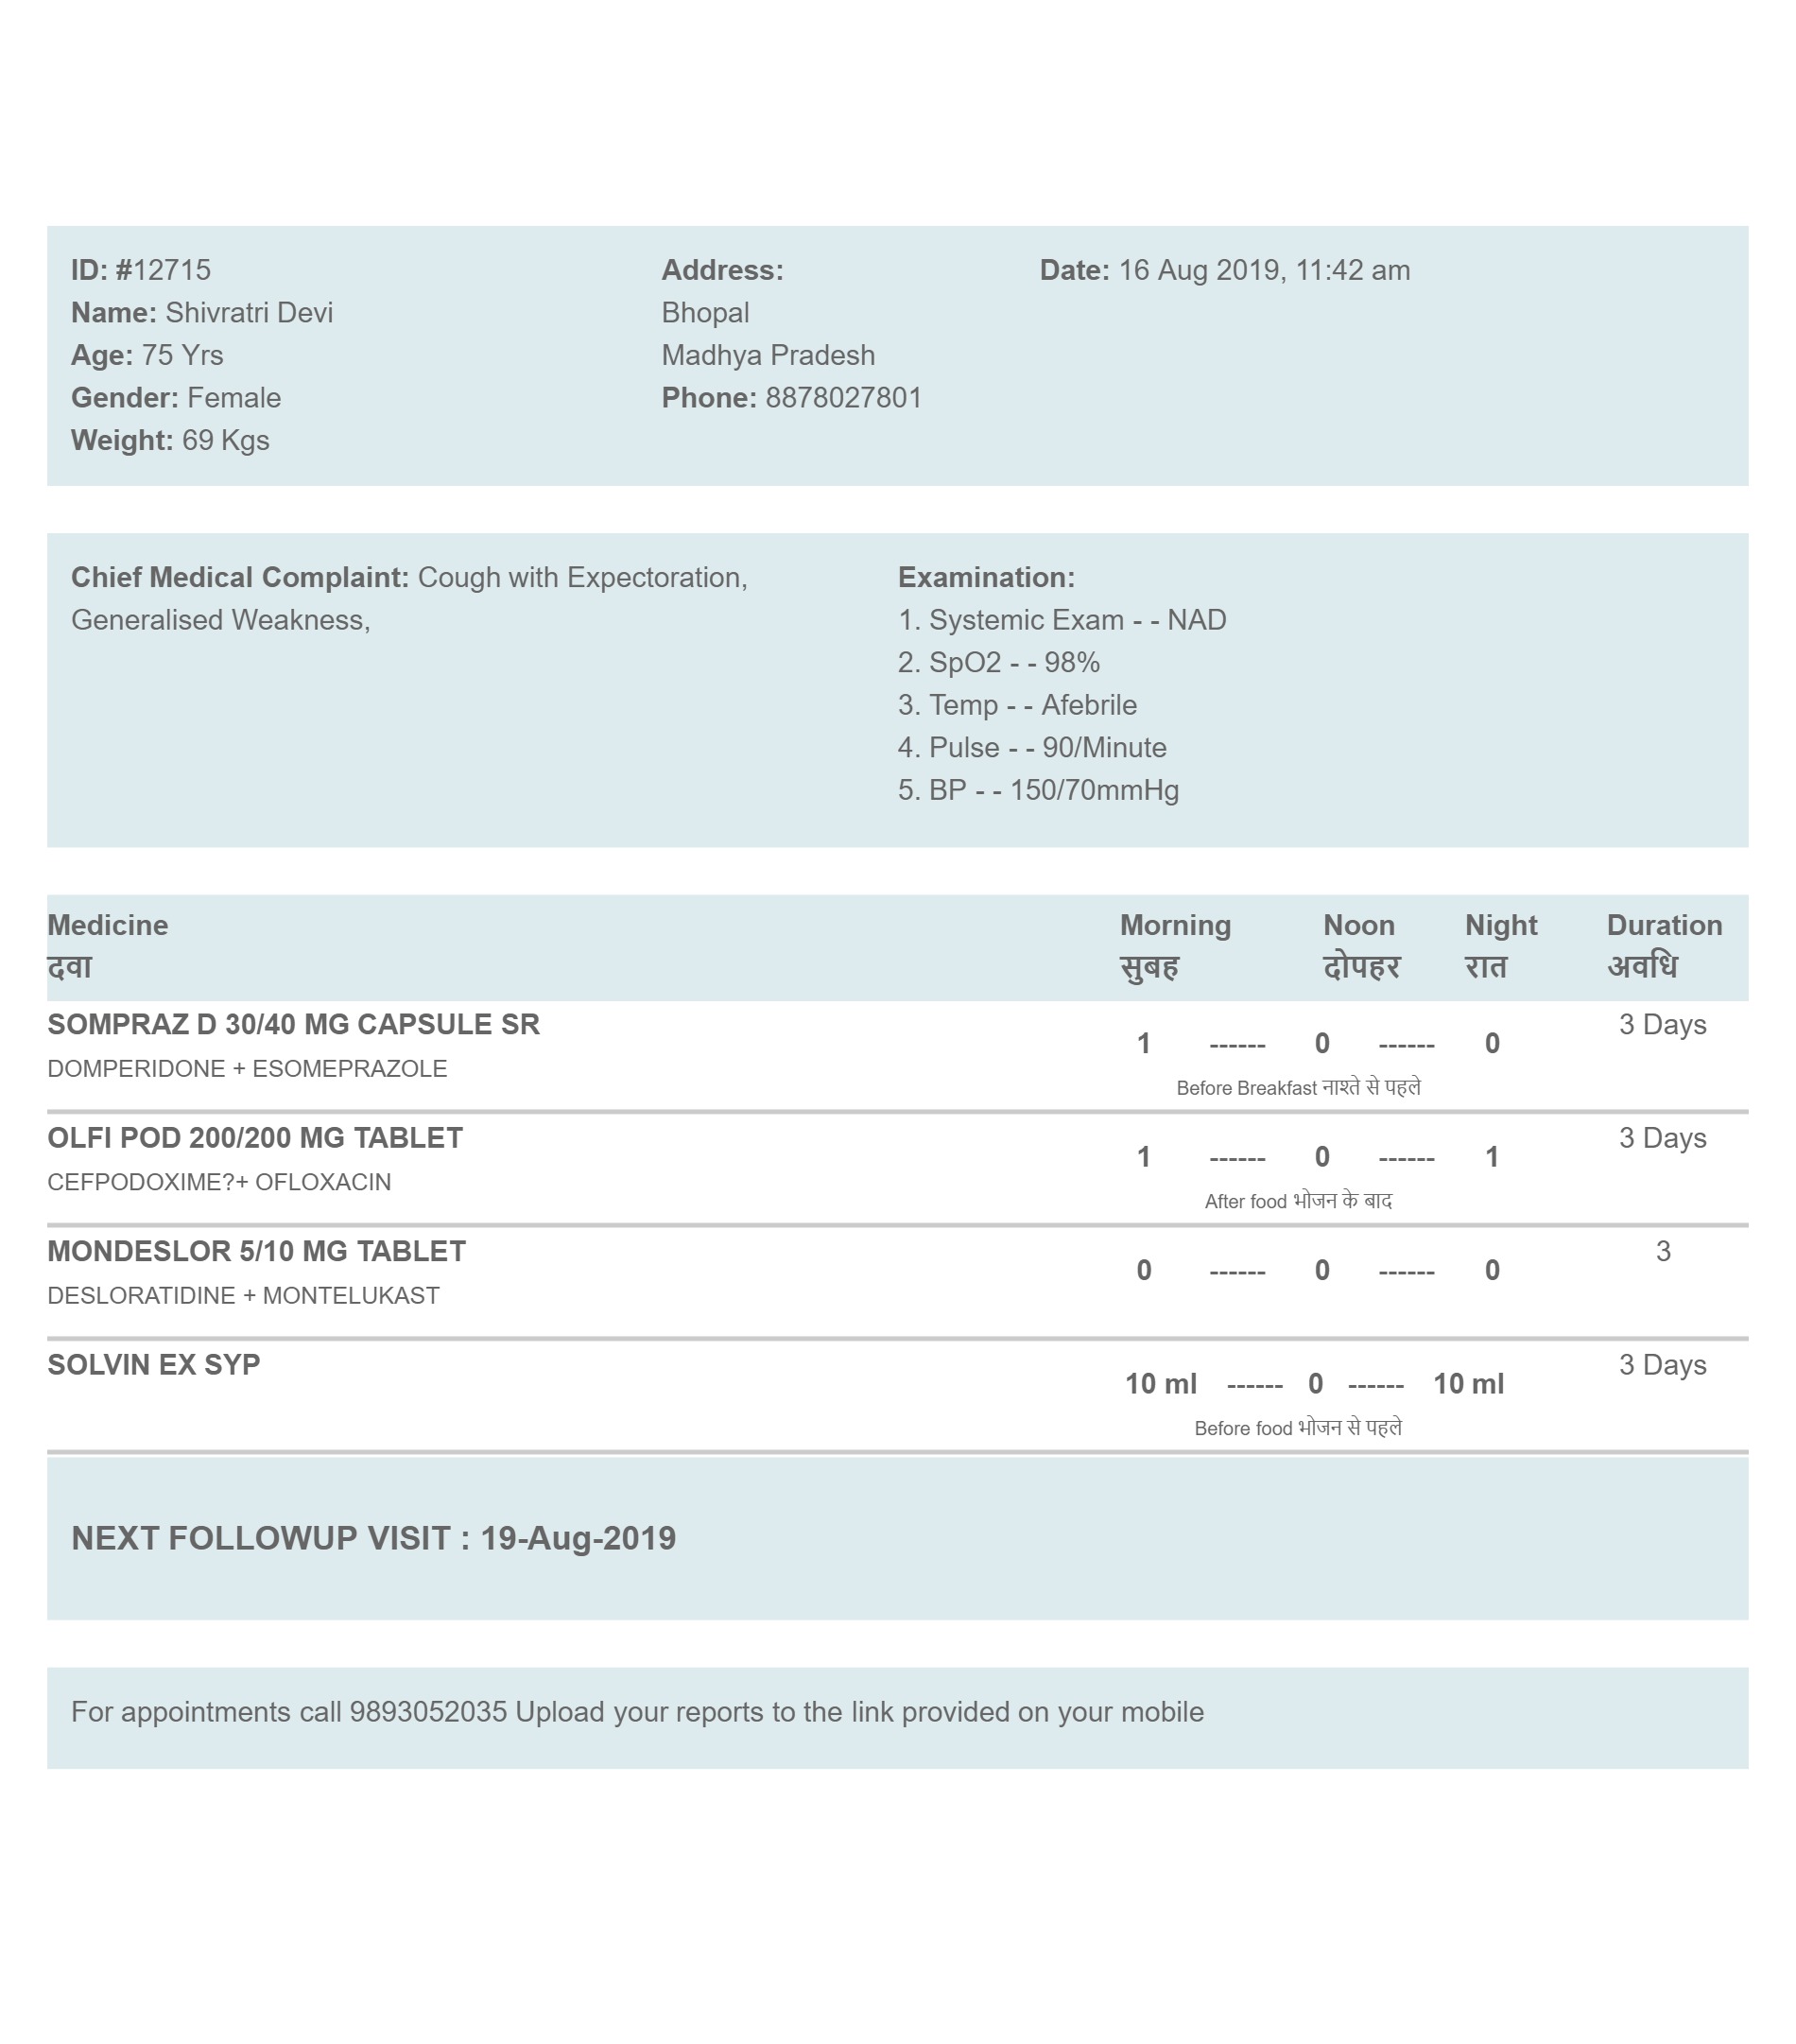 ID: #12715
Name: Shivratri Devi
Age: 75 Yrs
Gender: Female
Weight: 69 Kgs
Address:
Bhopal
Madhya Pradesh
Phone: 8878027801
Date: 16 Aug 2019, 11:42 am
Chief Medical Complaint: Cough with Expectoration,
Generalised Weakness,
Examination:
1. Systemic Exam - - NAD
2. SpO2 - - 98%
3. Temp - - Afebrile
4. Pulse - - 90/Minute
5. BP - - 150/70mmHg
Medicine Morning Noon Night Duration
दवा सुबह दोपहर रात अवधि
SOMPRAZ D 30/40 MG CAPSULE SR 3 Days
1 ------ 0 ------ 0
DOMPERIDONE + ESOMEPRAZOLE
Before Breakfast नाश्ते से पहले
OLFI POD 200/200 MG TABLET 3 Days
1 ------ 0 ------ 1
CEFPODOXIME?+ OFLOXACIN
After food भोजन के बाद
MONDESLOR 5/10 MG TABLET 3
0 ------ 0 ------ 0
DESLORATIDINE + MONTELUKAST
SOLVIN EX SYP 3 Days
10 ml ------ 0 ------ 10 ml
Before food भोजन से पहले
NEXT FOLLOWUP VISIT : 19-Aug-2019
For appointments call 9893052035 Upload your reports to the link provided on your mobile